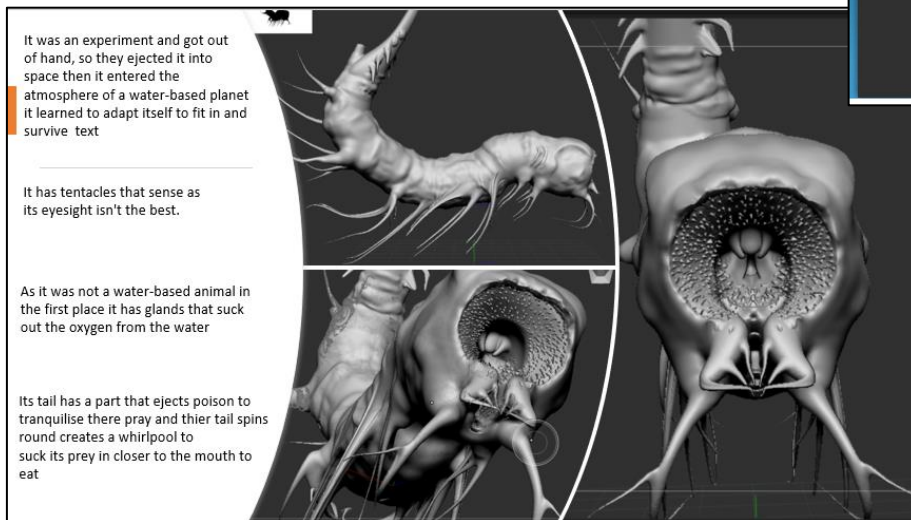 It was an experiment and got out
of hand, so they ejected it into
space then it entered the
atmosphere of a water-based planet
it learned to adapt itself to fit in and
survive  text
It has tentacles that sense as
its eyesight isn't the best.
As it was not a water-based animal in
the first place it has glands that suck
out the oxygen from the water
Its tail has a part that ejects poison to
tranquilise there pray and thier tail spins
round creates a whirlpool to
suck its prey in closer to the mouth to
eat